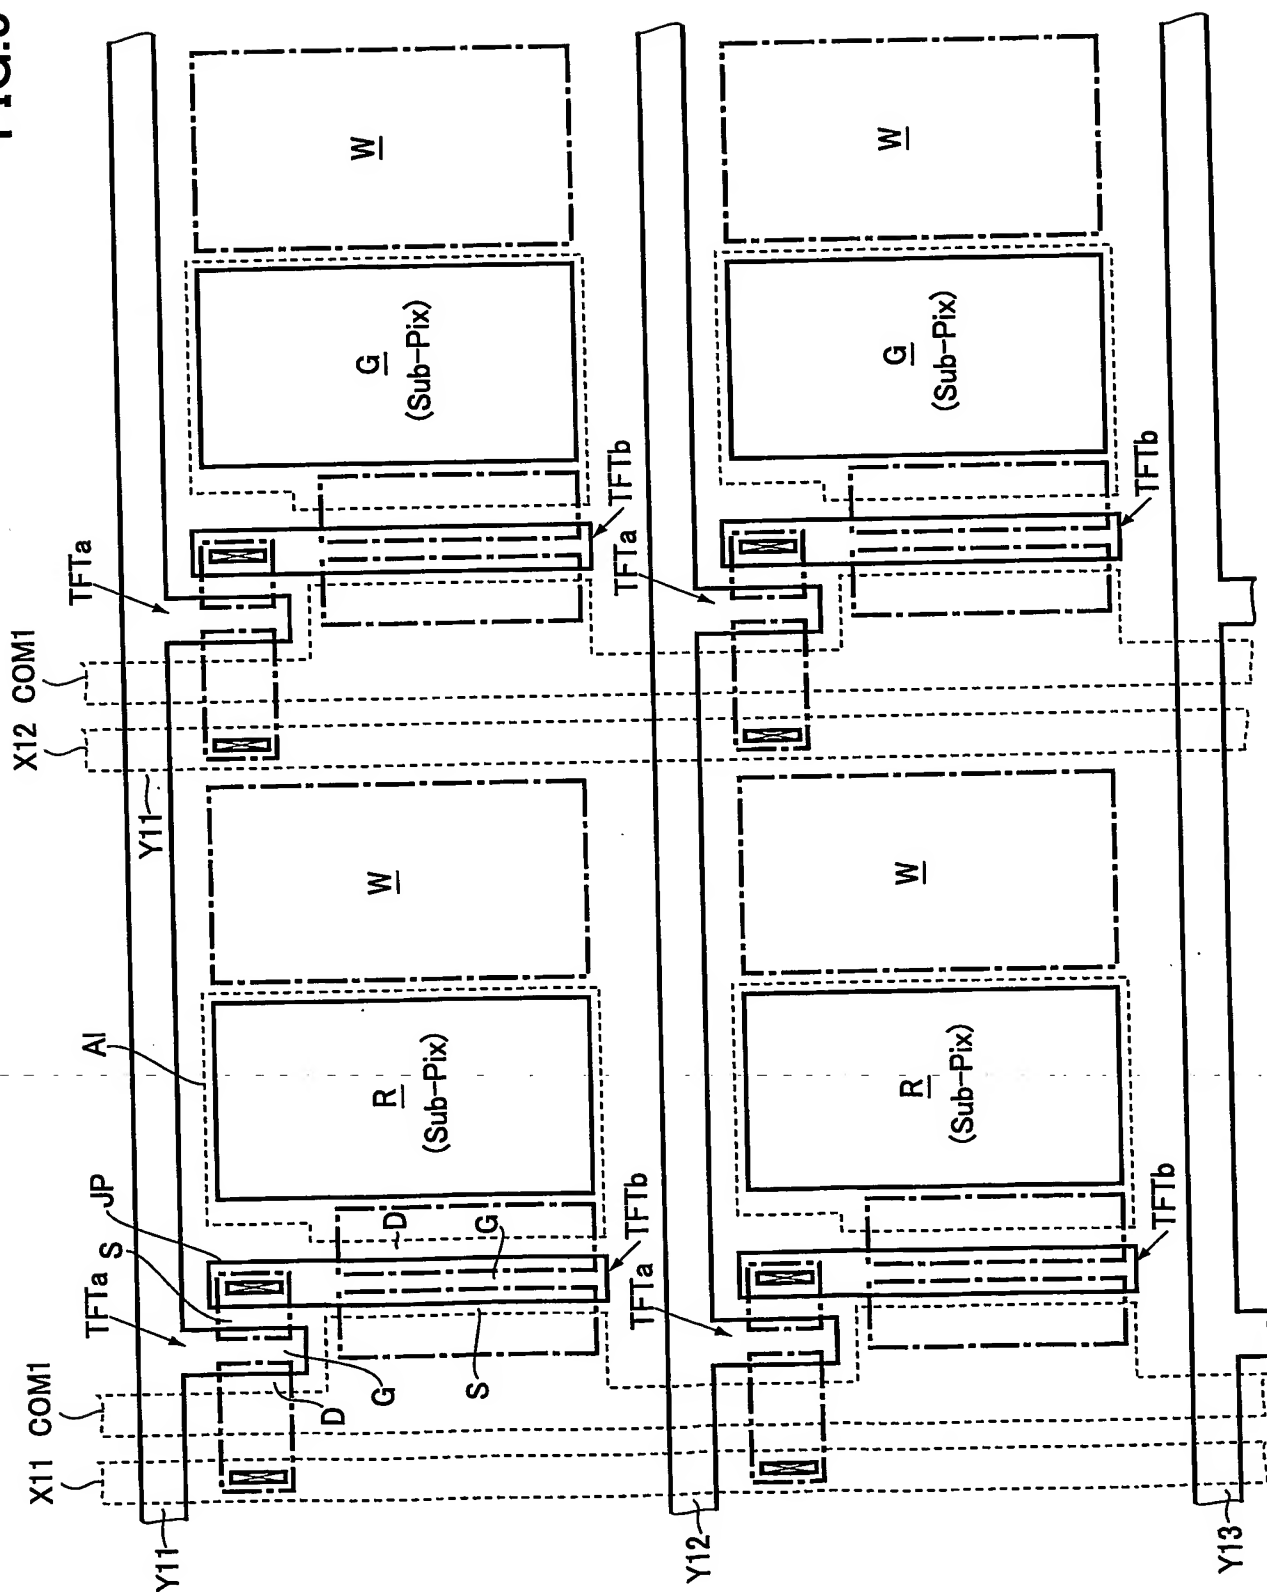 X11
COM1
X12
COM1
TFTa
S
JP
Al
TFTa
Y11
Y11
D
G
S
D
G
R
(Sub-Pix)
W
G
(Sub-Pix)
W
TFTb
TFTb
TFTa
TFTa
Y12
R
(Sub-Pix)
W
G
(Sub-Pix)
W
TFTb
TFTb
Y13